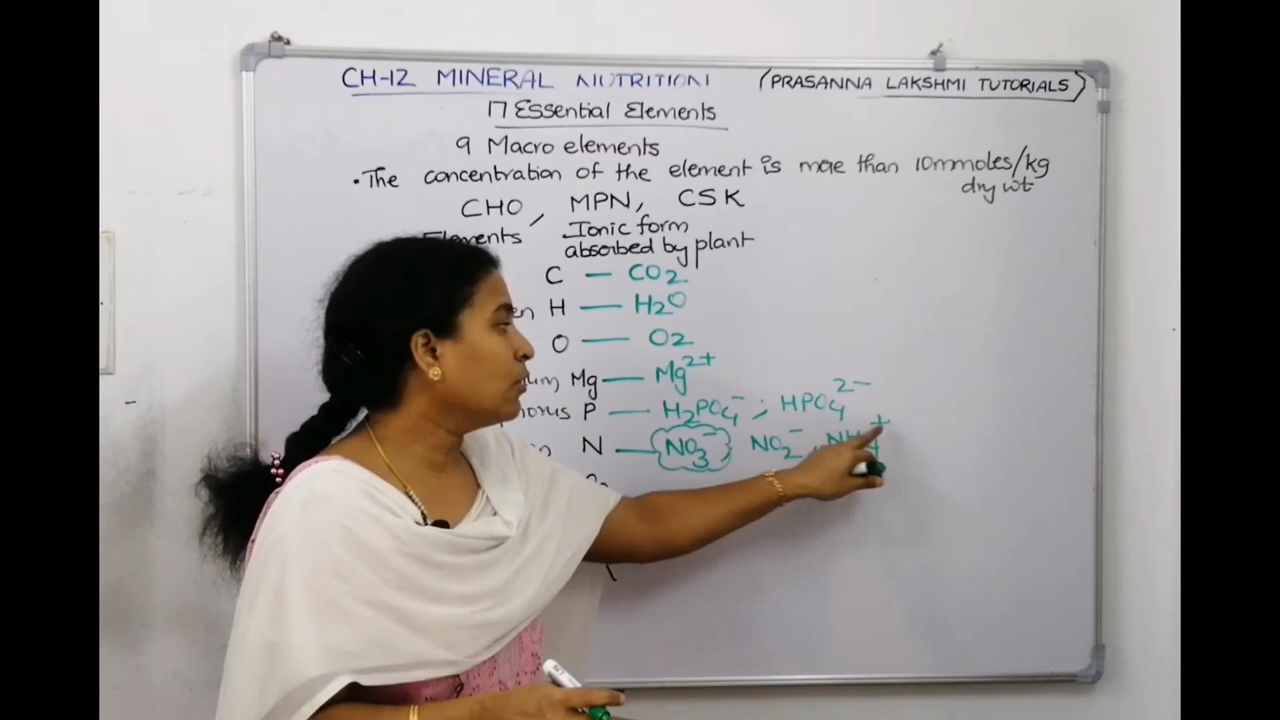 CH-12 MINERAL NUTRITION (PRASANNA LAKSHMI TUTORIALS)
17 Essential Elements
9 Macro elements
• The concentration of the element is more than 10mmoles/kg
dry wt
CHO, MPN, CSK
Elements Ionic form
absorbed by plant
C — CO2
H — H2O
O — O2
Mg — Mg2+
P — H2PO4- ; HPO4 2-
N — NO3- NO2-, NH4+